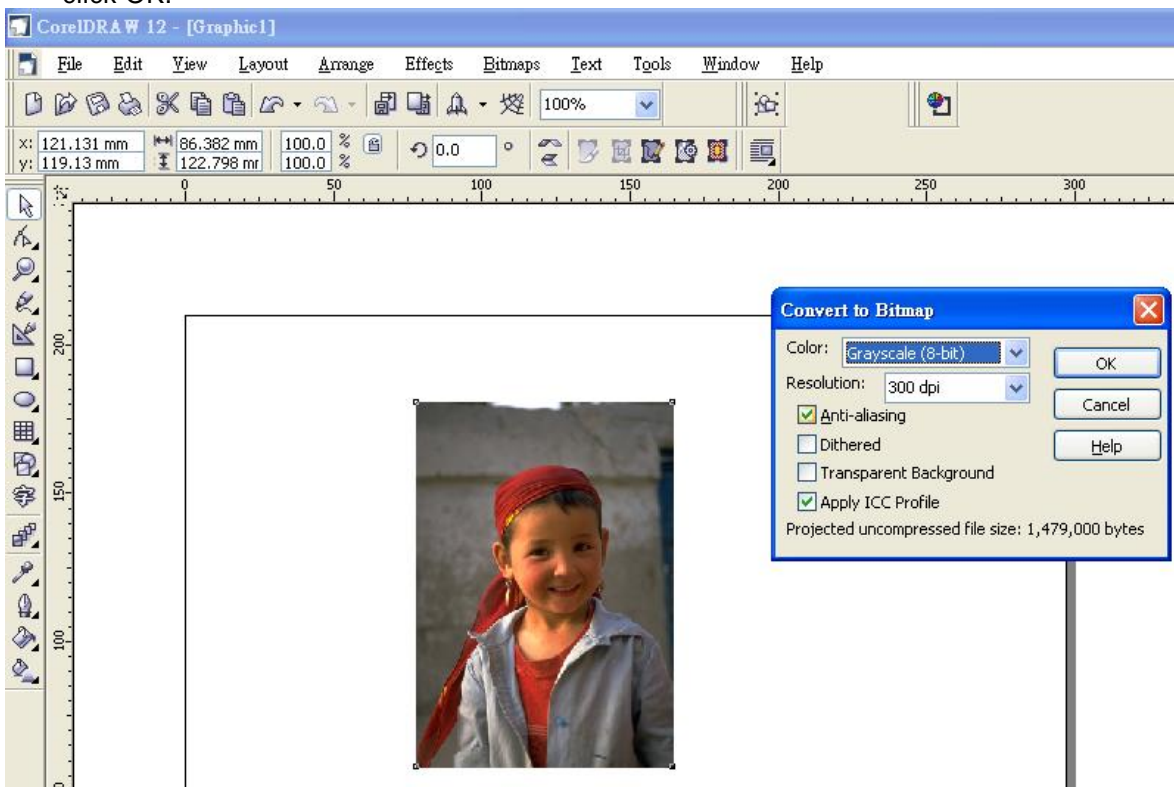 click OK.
CorelDRAW 12 - [Graphic1]
File Edit View Layout Arrange Effects Bitmaps Text Tools Window Help
100%
x: 121.131 mm 86.382 mm 100.0 % 0.0 °
y: 119.13 mm 122.798 mm 100.0 %
0 50 100 150 200 250 300
200
150
100
字
Convert to Bitmap
Color: Grayscale (8-bit) OK
Resolution: 300 dpi Cancel
Anti-aliasing Help
Dithered
Transparent Background
Apply ICC Profile
Projected uncompressed file size: 1,479,000 bytes